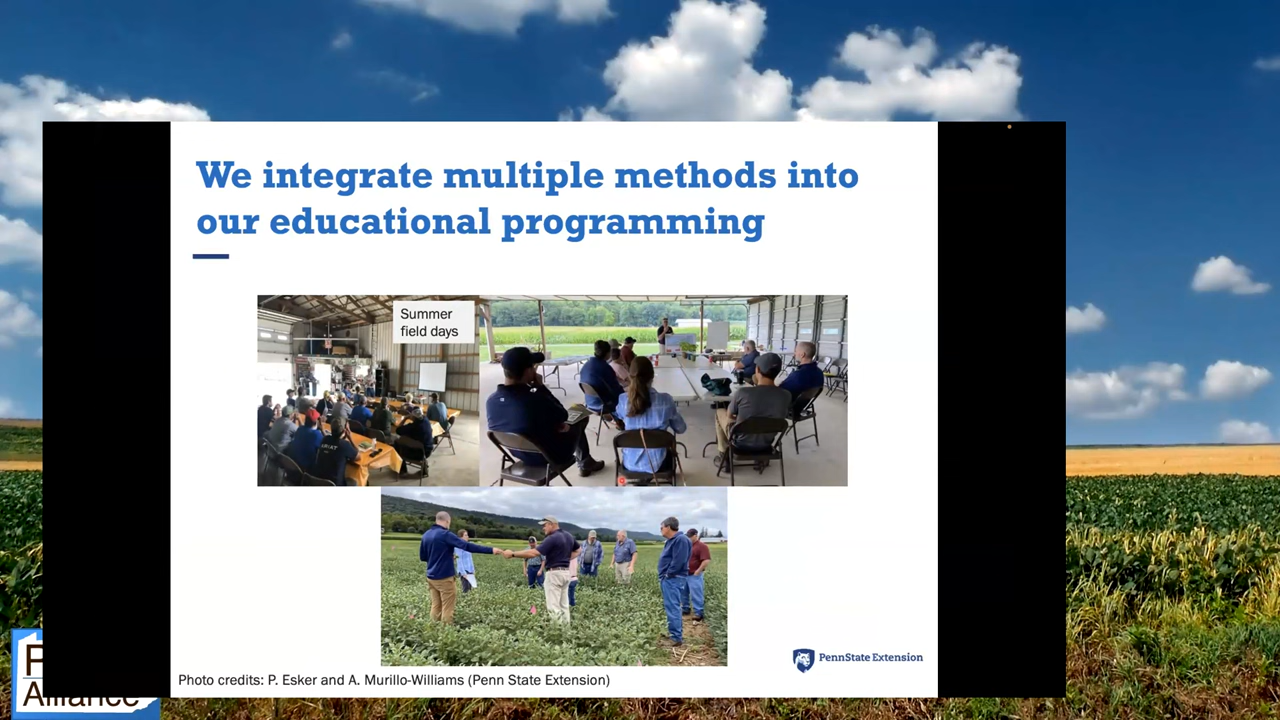 We integrate multiple methods into
our educational programming
Summer
field days
PennState Extension
Photo credits: P. Esker and A. Murillo-Williams (Penn State Extension)
Alliance